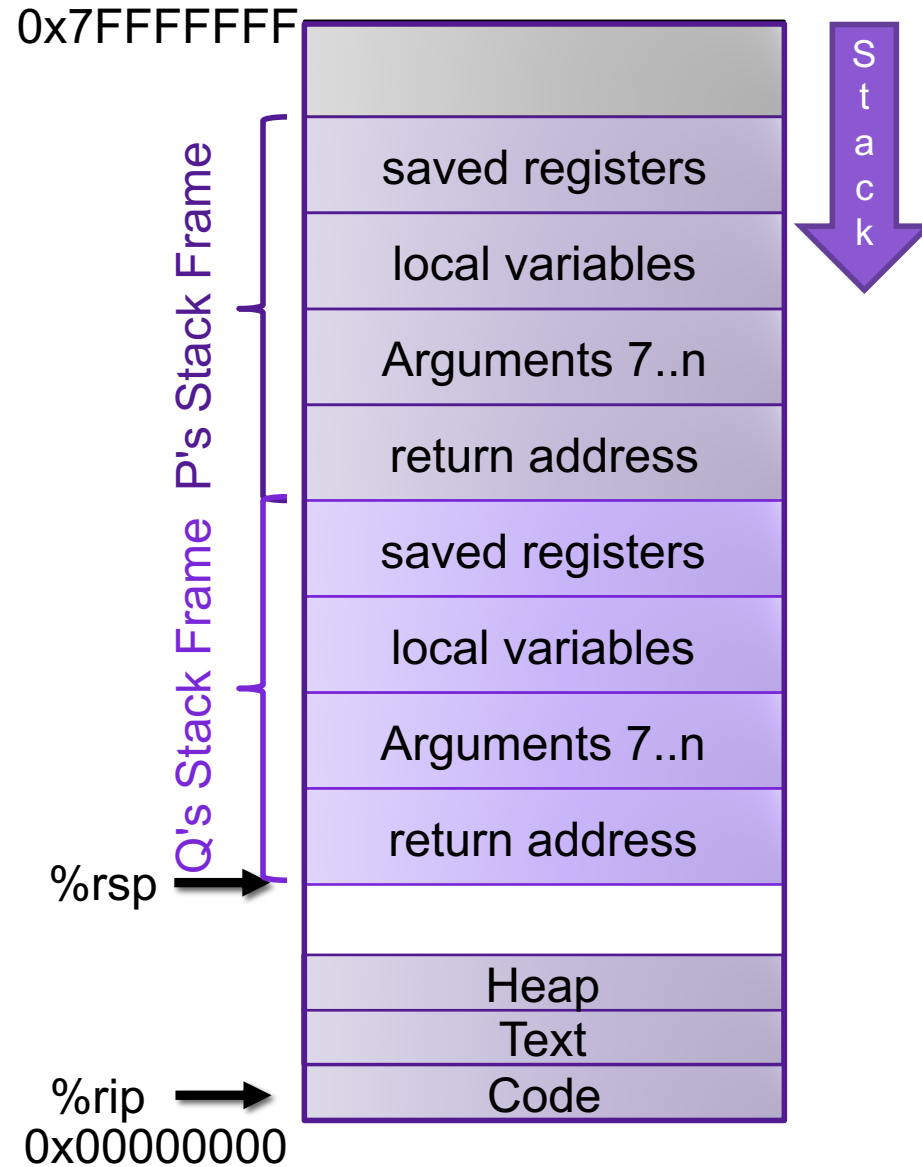 0x7FFFFFFF
Stack
P's Stack Frame
saved registers
local variables
Arguments 7..n
return address
Q's Stack Frame
saved registers
local variables
Arguments 7..n
return address
%rsp
Heap
Text
%rip
Code
0x00000000